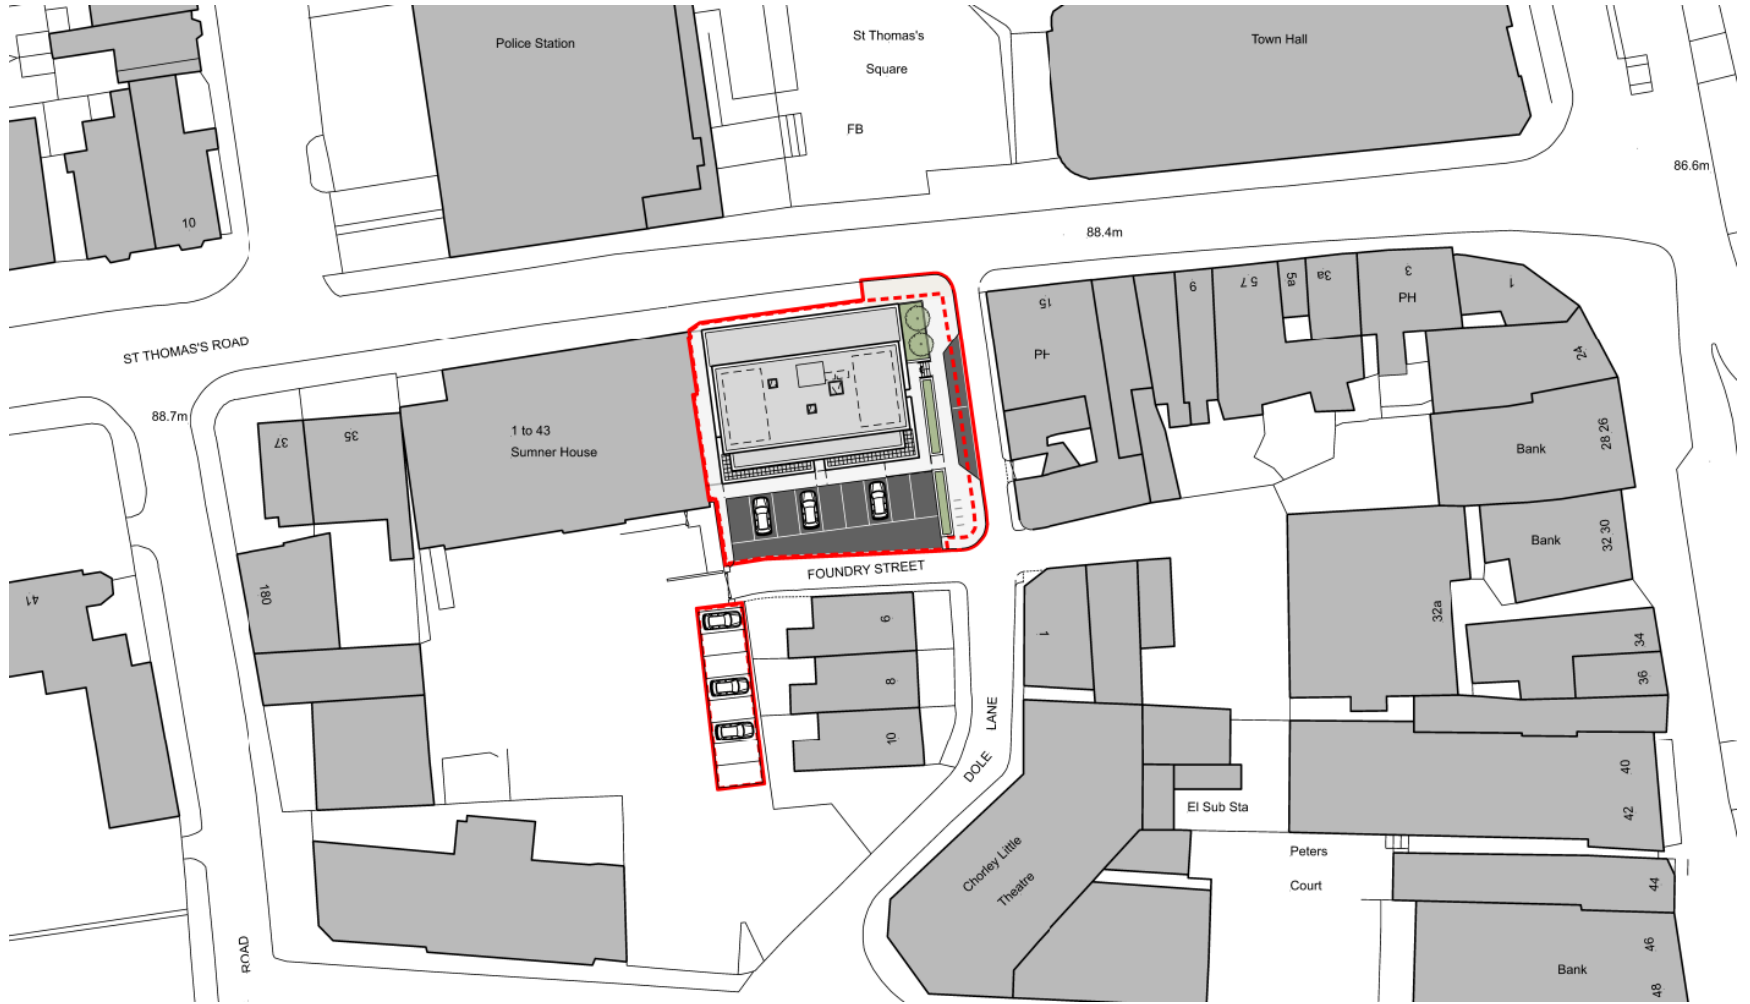 Police Station
St Thomas's
Square
Town Hall
FB
86.6m
10
88.4m
ST THOMAS'S ROAD
88.7m
15
PH
9
5.7
5a
3a
3
PH
1
24
37
35
1 to 43
Sumner House
Bank
28 26
Bank
32 30
FOUNDRY STREET
41
180
6
8
10
1
32a
34
36
DOLE
LANE
40
42
El Sub Sta
Chorley Little
Theatre
Peters
Court
44
46
Bank
48
ROAD